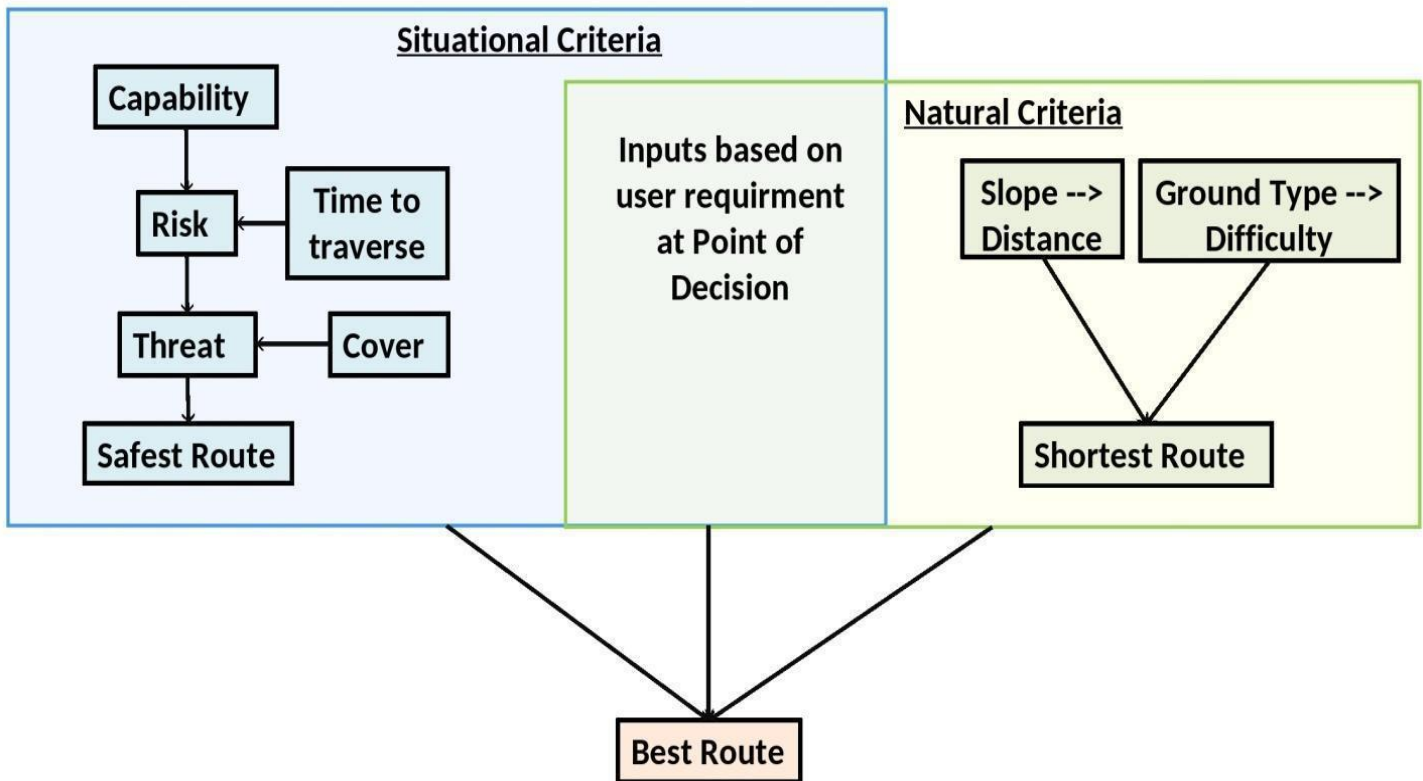 Situational Criteria
Capability
Risk
Time to
traverse
Threat
Cover
Safest Route
Inputs based on
user requirment
at Point of
Decision
Natural Criteria
Slope -->
Distance
Ground Type -->
Difficulty
Shortest Route
Best Route